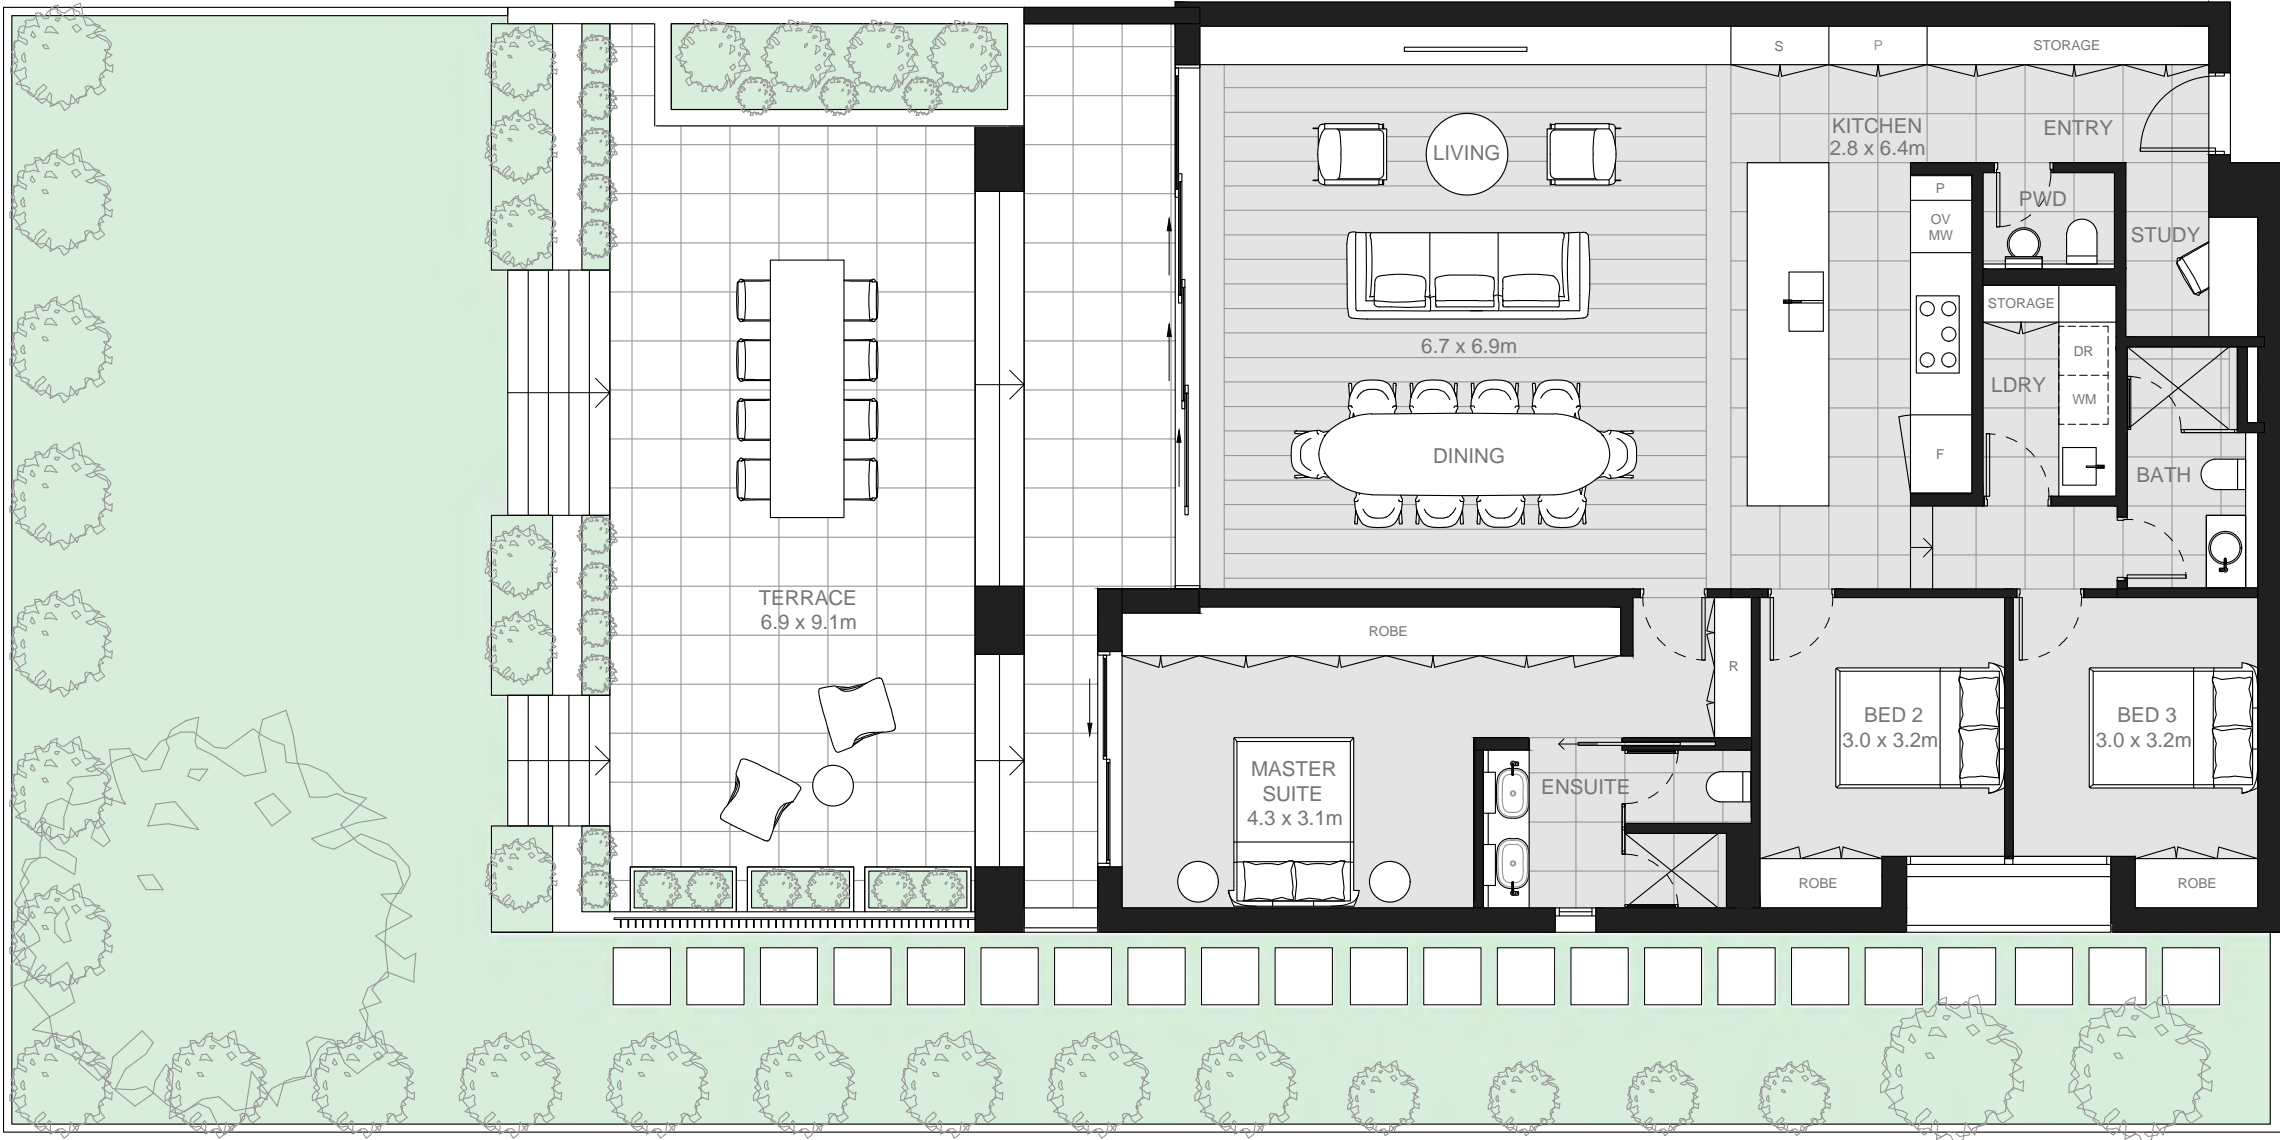 S
P
STORAGE
KITCHEN
2.8 x 6.4m
ENTRY
LIVING
P
OV
MW
PWD
STUDY
STORAGE
6.7 x 6.9m
DR
LDRY
WM
DINING
F
BATH
TERRACE
6.9 x 9.1m
ROBE
R
BED 2
3.0 x 3.2m
BED 3
3.0 x 3.2m
MASTER
SUITE
4.3 x 3.1m
ENSUITE
ROBE
ROBE